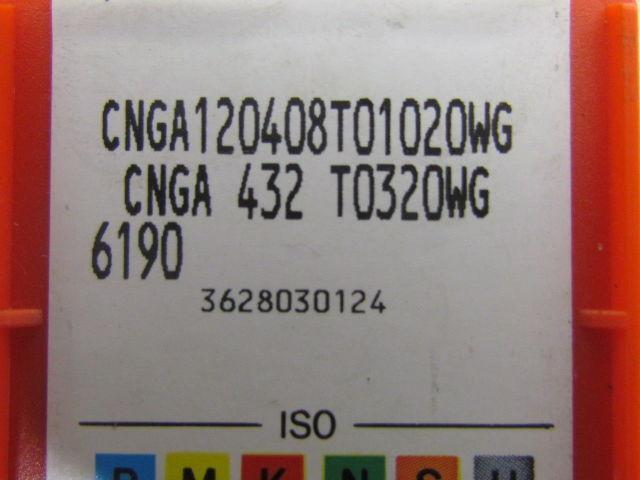 CNGA120408T01020WG
CNGA 432 T0320WG
6190
3628030124
ISO
P M K N S H